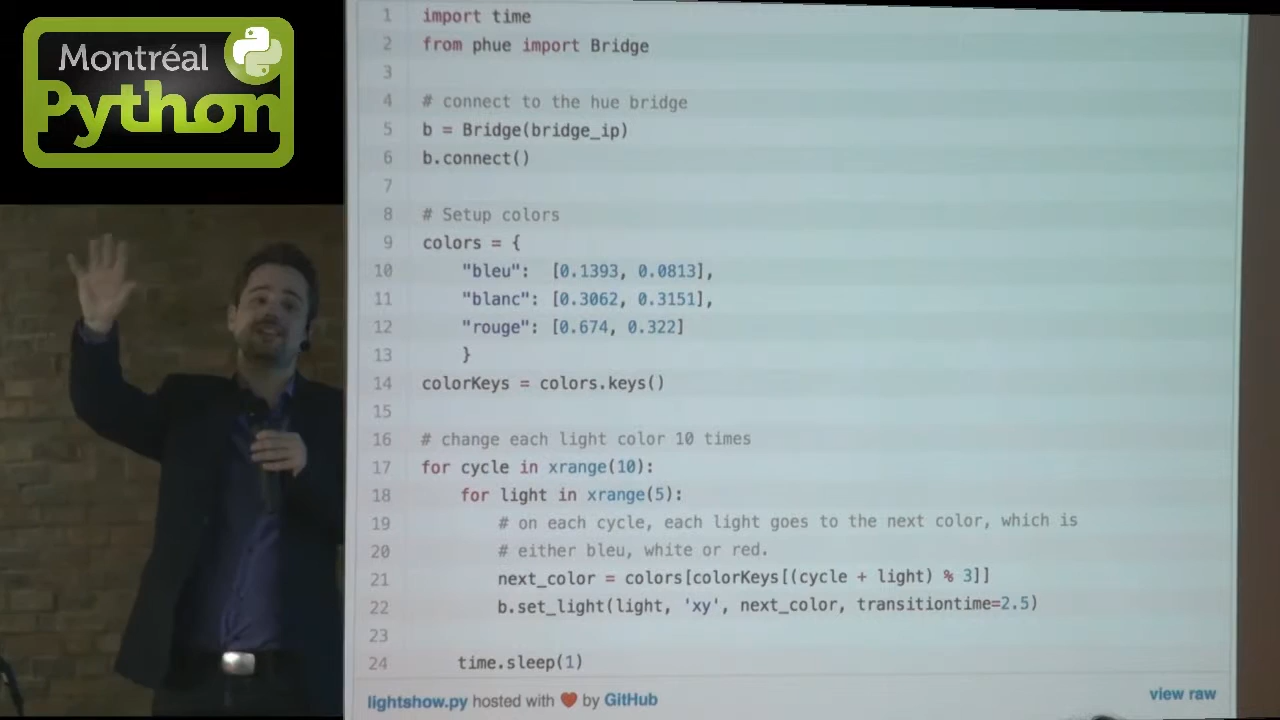 Montréal
Python
1 import time
2 from phue import Bridge
3
4 # connect to the hue bridge
5 b = Bridge(bridge_ip)
6 b.connect()
7
8 # Setup colors
9 colors = {
10 "bleu": [0.1393, 0.0813],
11 "blanc": [0.3062, 0.3151],
12 "rouge": [0.674, 0.322]
13 }
14 colorKeys = colors.keys()
15
16 # change each light color 10 times
17 for cycle in xrange(10):
18 for light in xrange(5):
19 # on each cycle, each light goes to the next color, which is
20 # either bleu, white or red.
21 next_color = colors[colorKeys[(cycle + light) % 3]]
22 b.set_light(light, 'xy', next_color, transitiontime=2.5)
23
24 time.sleep(1)
lightshow.py hosted with ❤ by GitHub
view raw